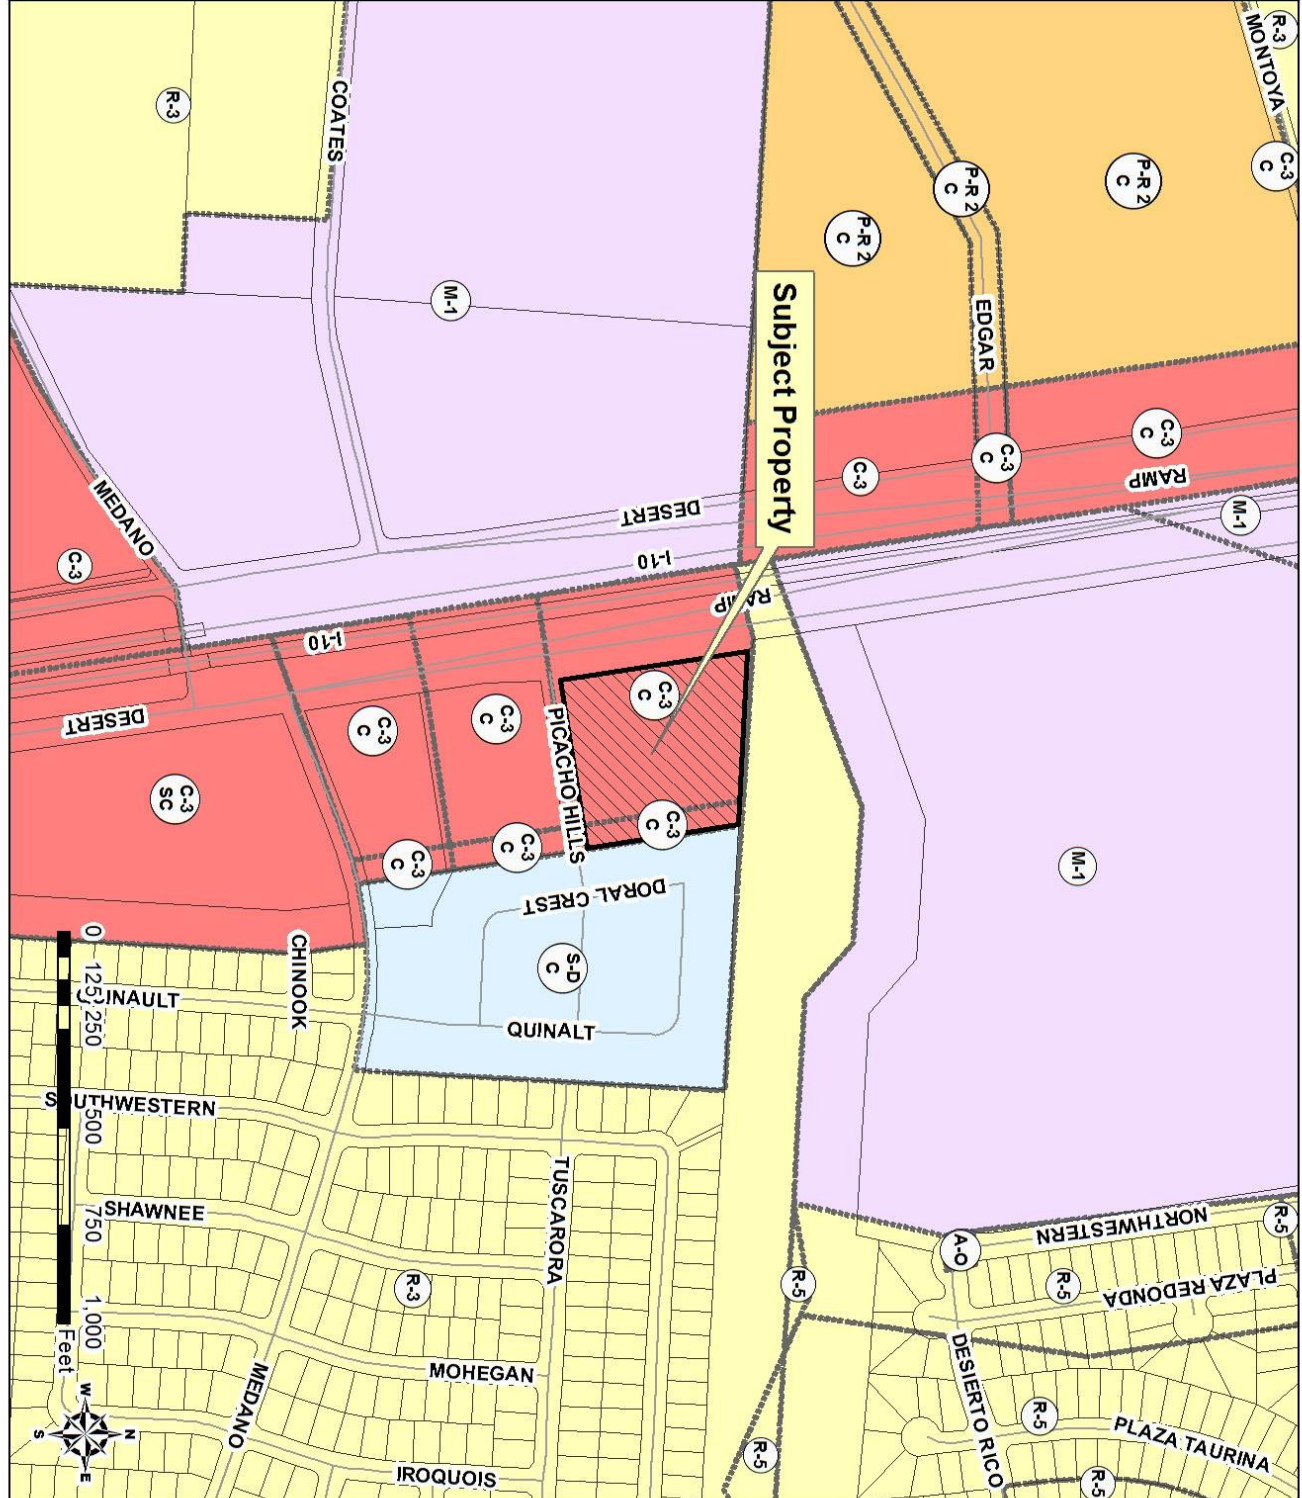 R-3
MONTOYA
C-3
C
P-R 2
C
P-R 2
C
P-R 2
C
EDGAR
C-3
C
C-3
C
C-3
RAMP
M-1
M-1
NORTHWESTERN
R-5
A-O
R-5
PLAZA REDONDA
R-5
DESIERTO RICO
R-5
PLAZA TAURINA
R-5
R-5
Subject Property
RAMP
I-10
DESERT
C-3
C
C-3
C
PICACHO HILLS
DORAL CREST
S-D
C
QUINALT
TUSCARORA
C-3
C
C-3
C
C-3
C
C-3
C
M-1
COATES
R-3
I-10
CHINOOK
R-3
MOHEGAN
IROQUOIS
MEDANO
C-3
SC
MEDANO
C-3
DESERT
QUINAULT
SOUTHWESTERN
SHAWNEE
0 125 250 500 750 1,000
Feet
N
W
E
S